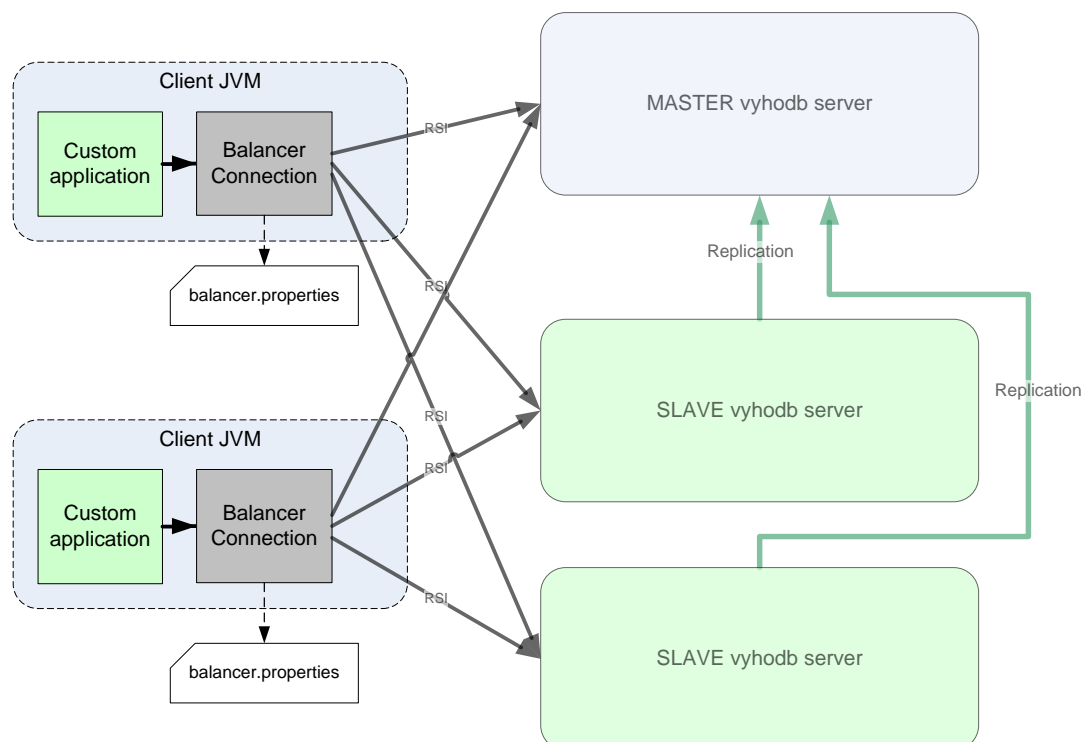 Client JVM
Custom
application
Balancer
Connection
balancer.properties
RSI
MASTER vyhodb server
Replication
RSI
SLAVE vyhodb server
Replication
RSI
Client JVM
RSI
Custom
application
Balancer
Connection
balancer.properties
RSI
SLAVE vyhodb server